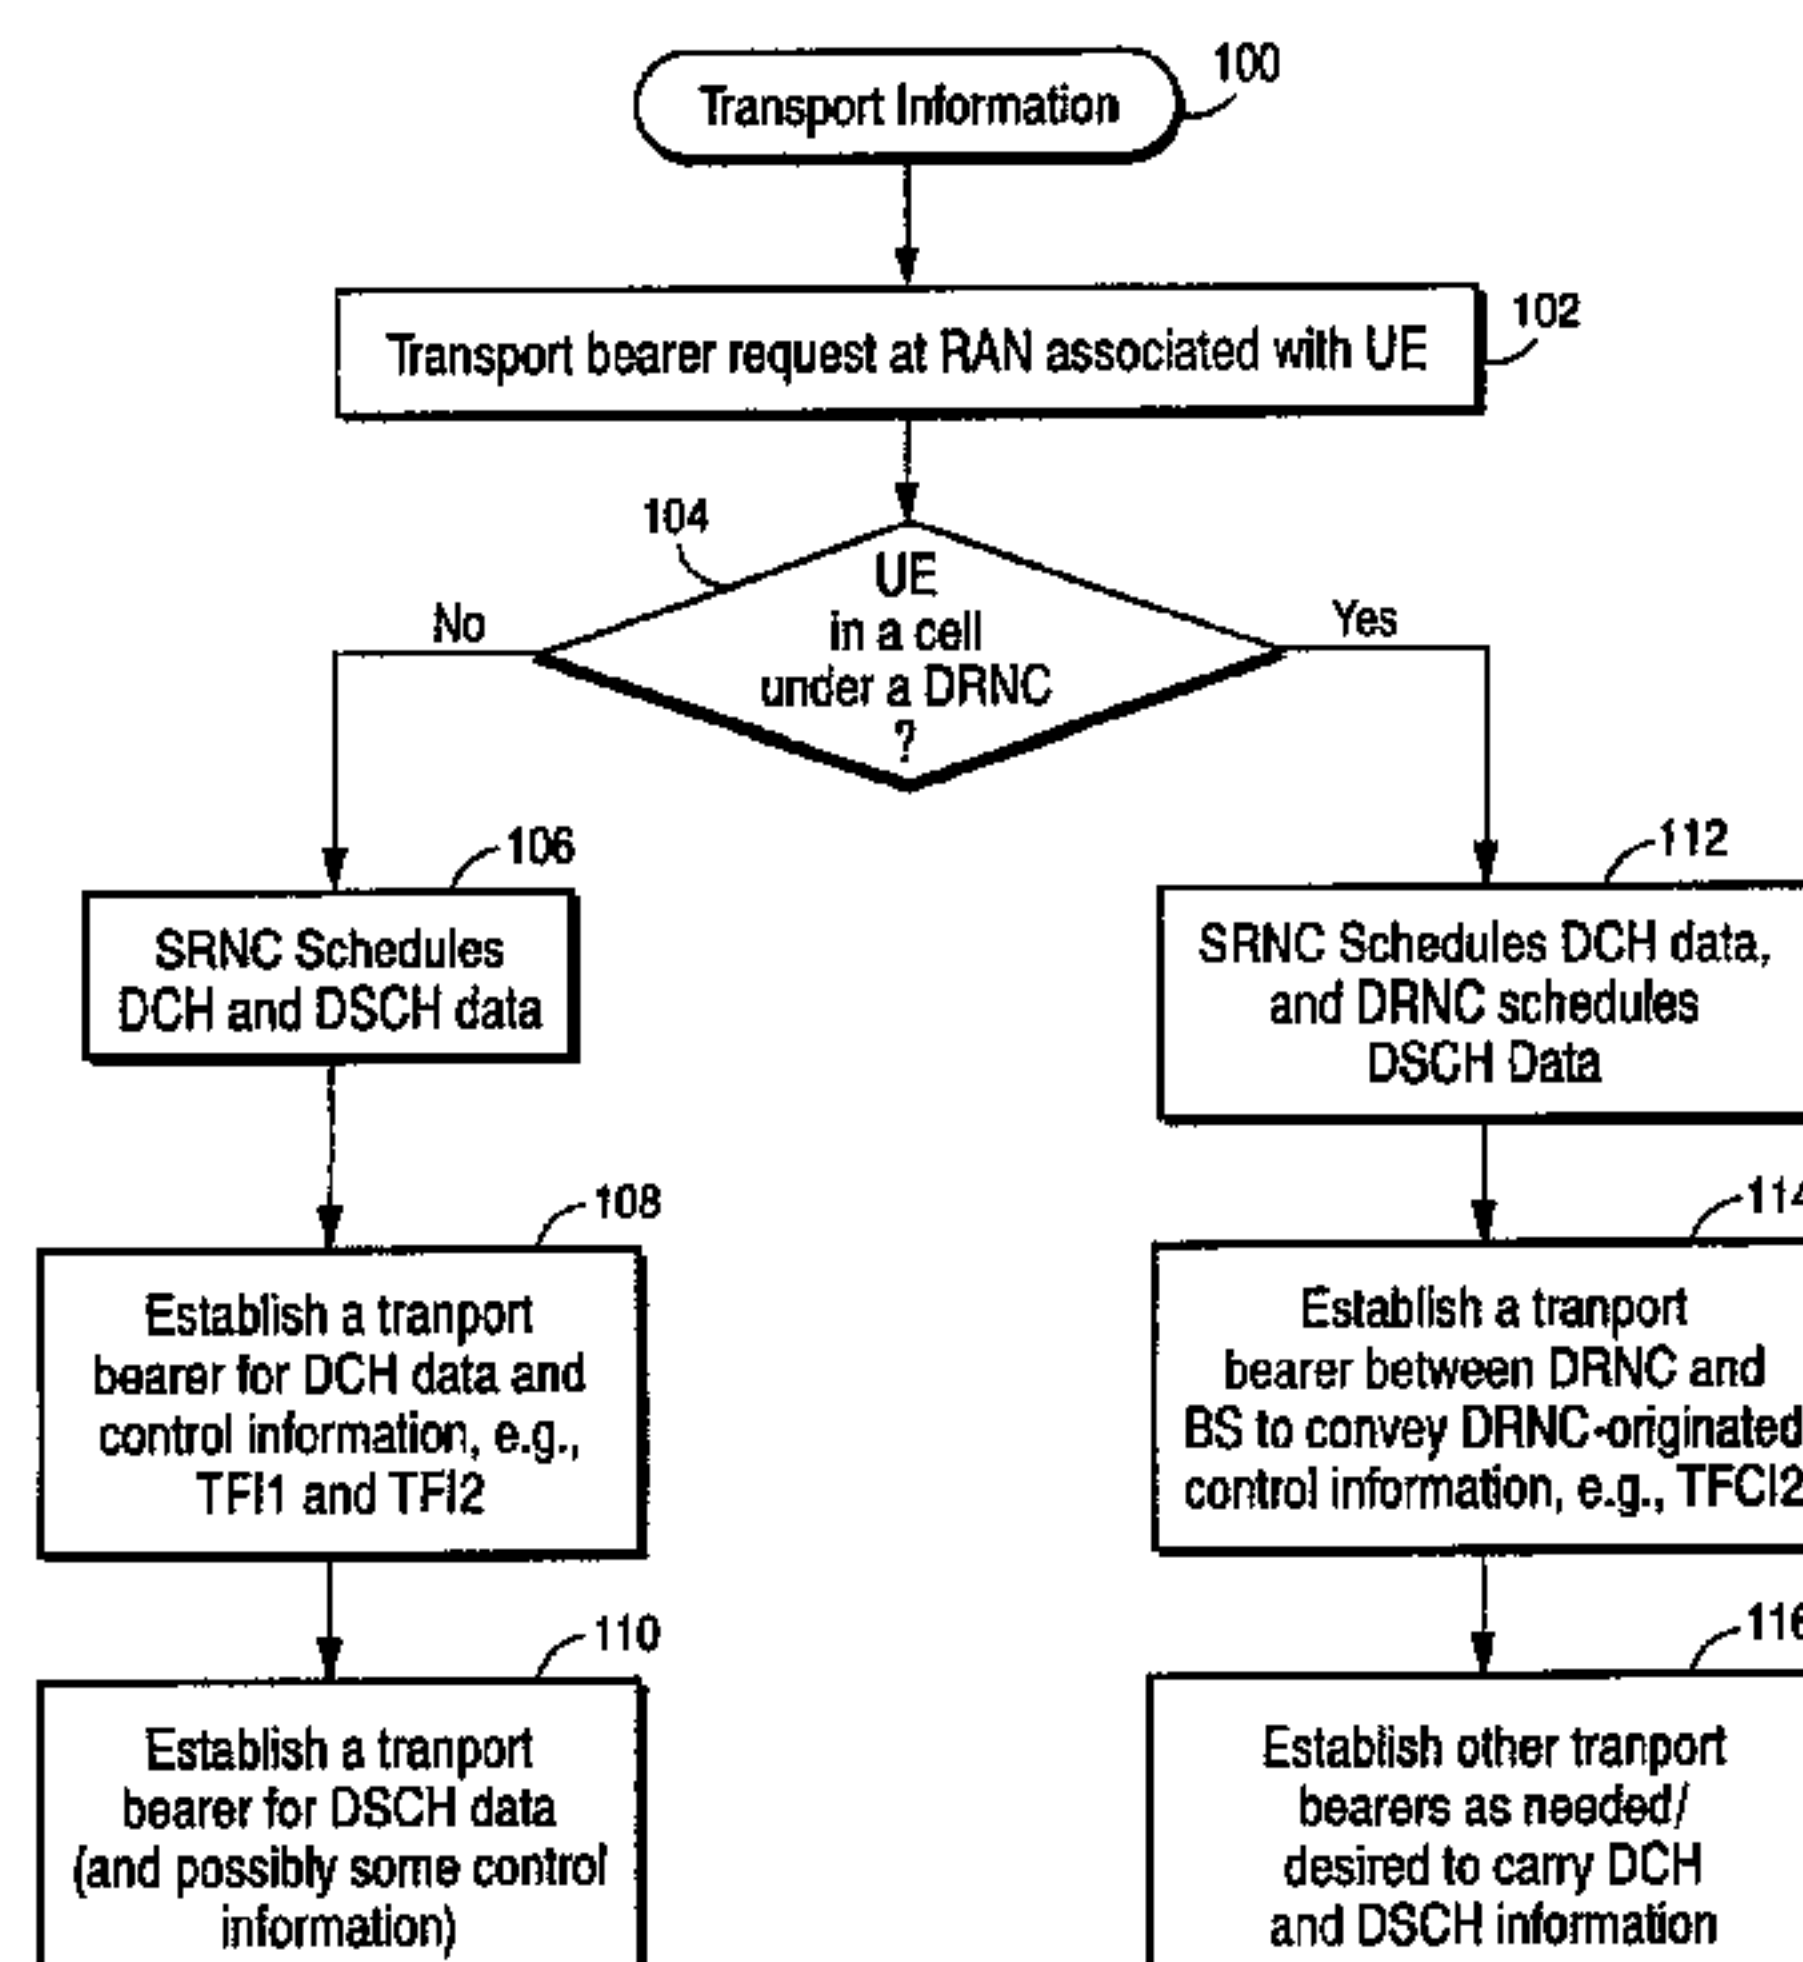 100
Transport Information
102
Transport bearer request at RAN associated with UE
104
UE
in a cell
under a DRNC
?
No
Yes
106
SRNC Schedules
DCH and DSCH data
108
Establish a tranport
bearer for DCH data and
control information, e.g.,
TFI1 and TFI2
110
Establish a tranport
bearer for DSCH data
(and possibly some control
information)
112
SRNC Schedules DCH data,
and DRNC schedules
DSCH Data
114
Establish a tranport
bearer between DRNC and
BS to convey DRNC-originated
control information, e.g., TFCI2
116
Establish other tranport
bearers as needed/
desired to carry DCH
and DSCH information